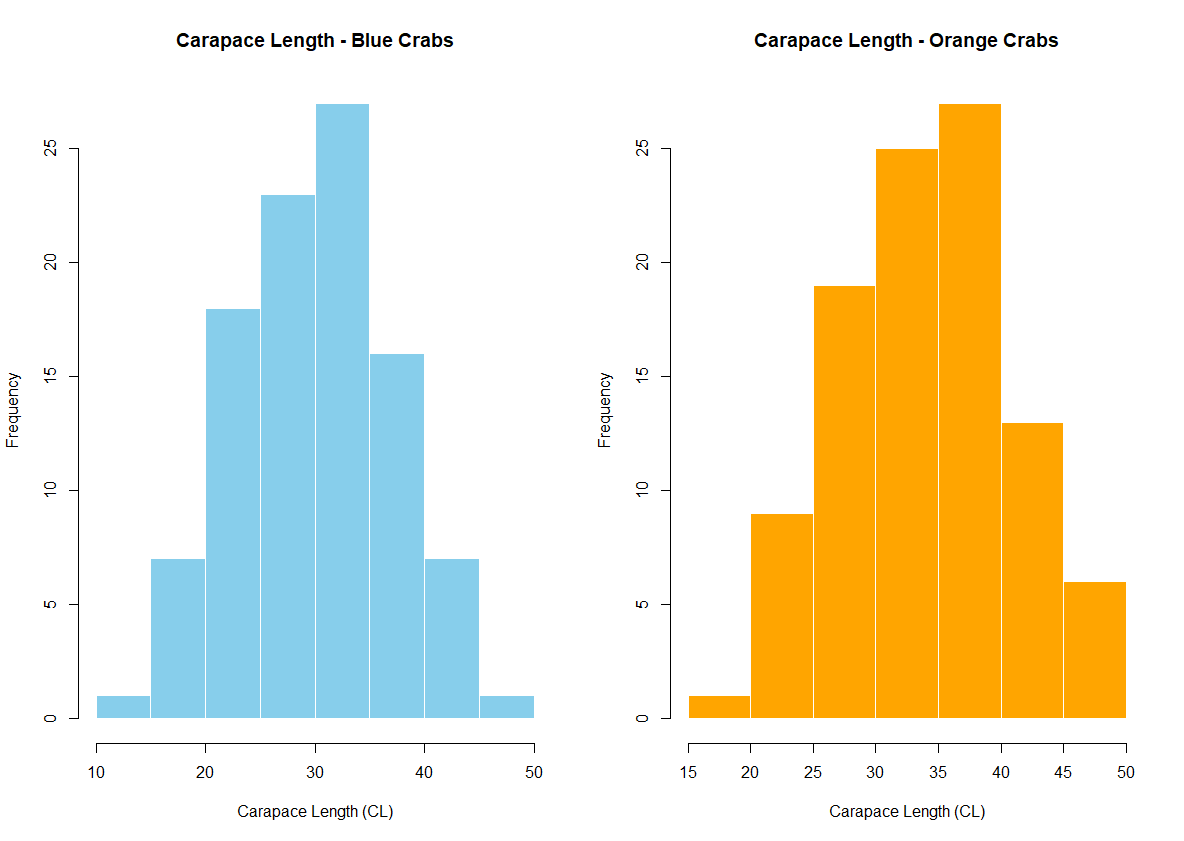 Carapace Length - Blue Crabs
Frequency
25
20
15
10
5
0
10 20 30 40 50
Carapace Length (CL)
Carapace Length - Orange Crabs
Frequency
25
20
15
10
5
0
15 20 25 30 35 40 45 50
Carapace Length (CL)